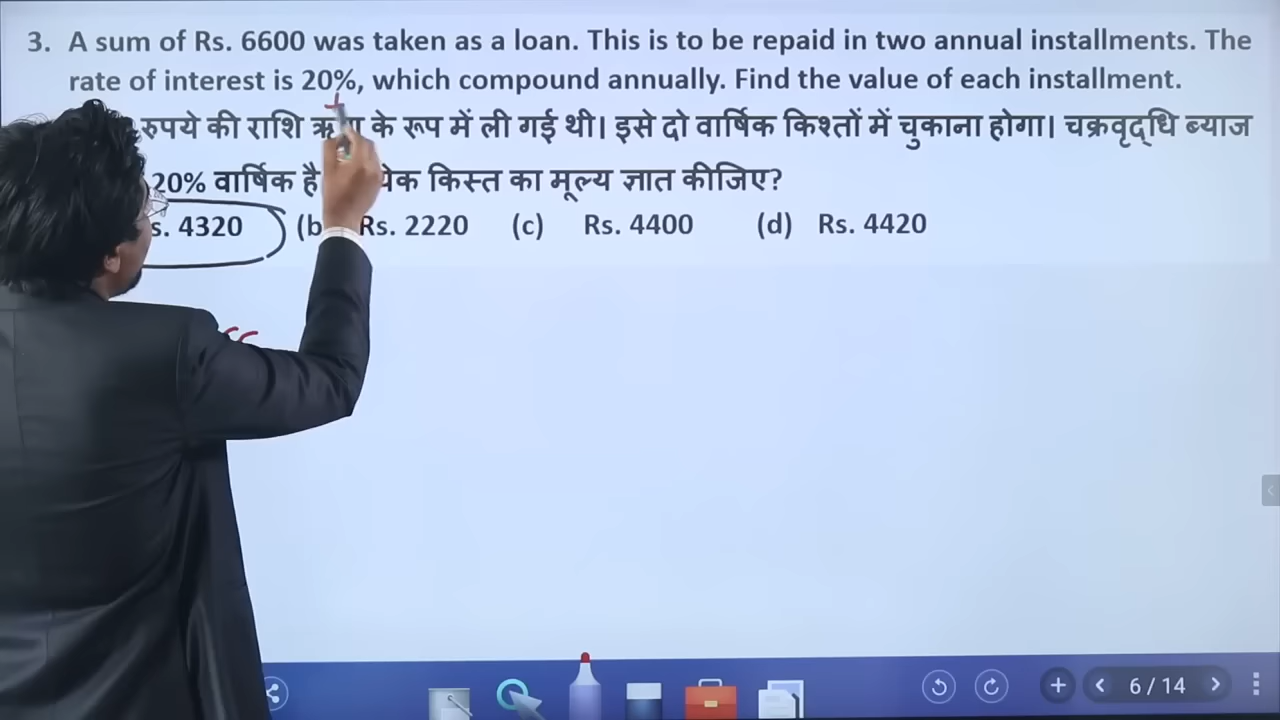 3. A sum of Rs. 6600 was taken as a loan. This is to be repaid in two annual installments. The
rate of interest is 20%, which compound annually. Find the value of each installment.
रुपये की राशि के रूप में ली गई थी। इसे दो वार्षिक किश्तों में चुकाना होगा। चक्रवृद्धि ब्याज
20% वार्षिक है किस्त का मूल्य ज्ञात कीजिए?
s. 4320 (b Rs. 2220 (c) Rs. 4400 (d) Rs. 4420
6 / 14